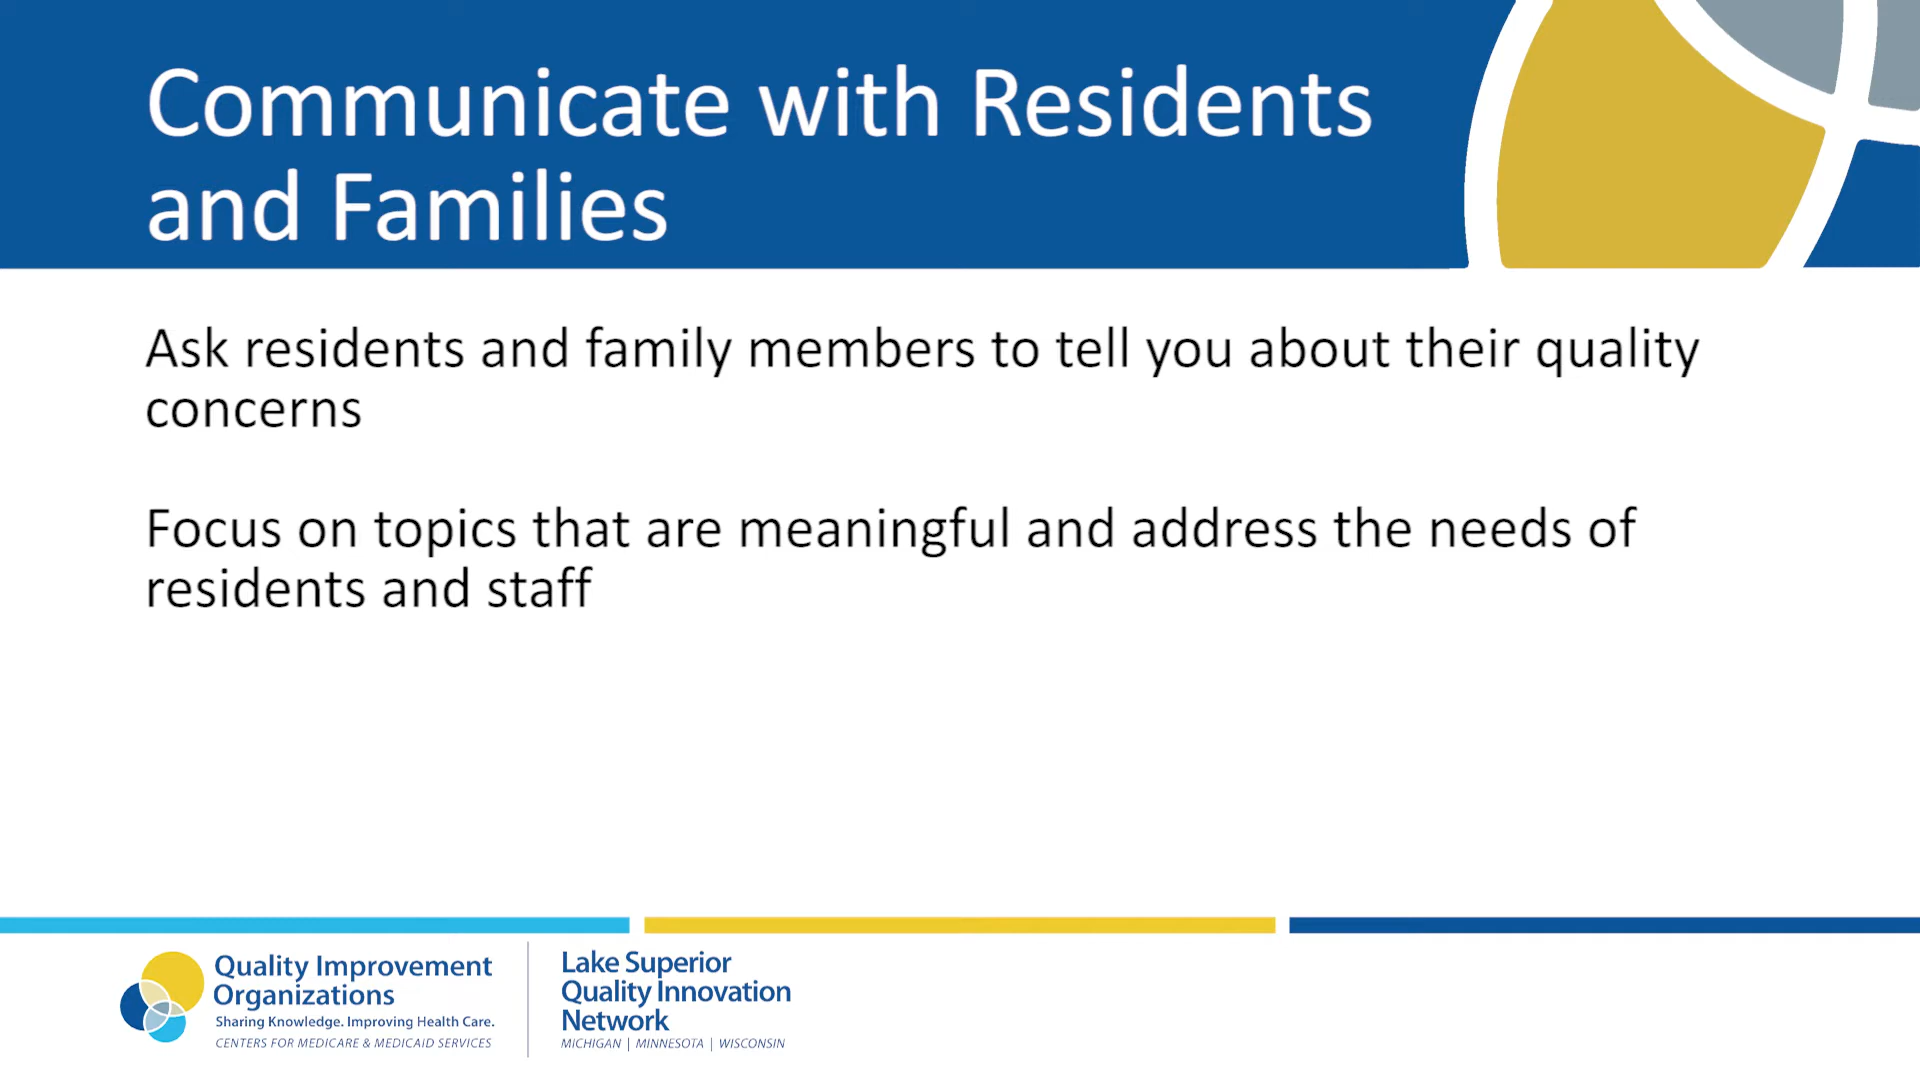 Communicate with Residents
and Families
Ask residents and family members to tell you about their quality
concerns
Focus on topics that are meaningful and address the needs of
residents and staff
Quality Improvement
Organizations
Sharing Knowledge. Improving Health Care.
CENTERS FOR MEDICARE & MEDICAID SERVICES
Lake Superior
Quality Innovation
Network
MICHIGAN | MINNESOTA | WISCONSIN